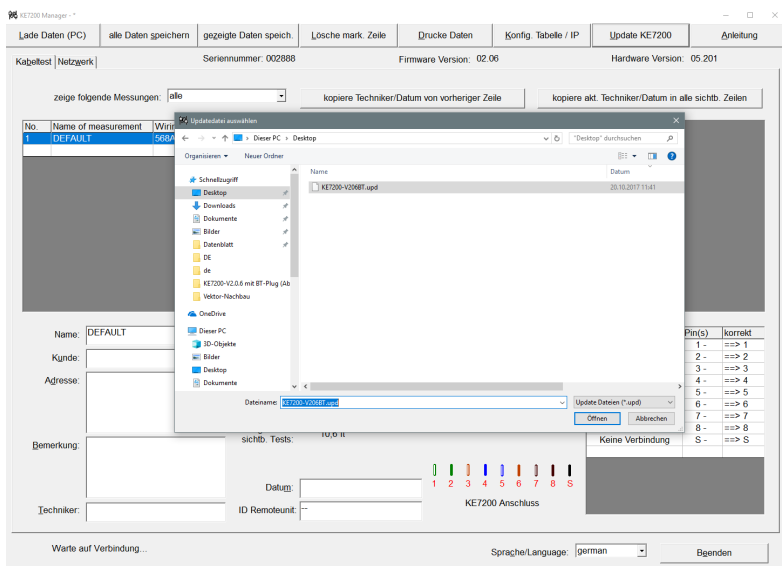 KE7200 Manager - *
Lade Daten (PC) alle Daten speichern gezeigte Daten speich. Lösche mark. Zeile Drucke Daten Konfig. Tabelle / IP Update KE7200 Anleitung
Kabeltest Netzwerk Seriennummer: 002888 Firmware Version: 02.06 Hardware Version: 05.201
zeige folgende Messungen: alle kopiere Techniker/Datum von vorheriger Zeile kopiere akt. Techniker/Datum in alle sichtb. Zeilen
No. Name of measurement
1 DEFAULT 568A
Updatedatei auswählen
Dieser PC › Desktop "Desktop" durchsuchen
Organisieren Neuer Ordner
Name Datum
KE7200-V206BT.upd 20.10.2017 11:41
Schnellzugriff
Desktop
Downloads
Dokumente
Bilder
Datenblatt
DE
de
KE7200-V2.0.6 mit BT-Plug (Ab
Vektor-Nachbau
OneDrive
Dieser PC
3D-Objekte
Bilder
Desktop
Dokumente
Dateiname: KE7200-V206BT.upd Update Dateien (*.upd)
Öffnen Abbrechen
Name: DEFAULT
Kunde:
Adresse:
Bemerkung:
Techniker:
sichtb. Tests: 10,6 ft
Datum:
ID Remoteunit: --
1 2 3 4 5 6 7 8 S
KE7200 Anschluss
Pin(s) korrekt
1 - ==> 1
2 - ==> 2
3 - ==> 3
4 - ==> 4
5 - ==> 5
6 - ==> 6
7 - ==> 7
8 - ==> 8
Keine Verbindung S - ==> S
Warte auf Verbindung... Sprache/Language: german Beenden